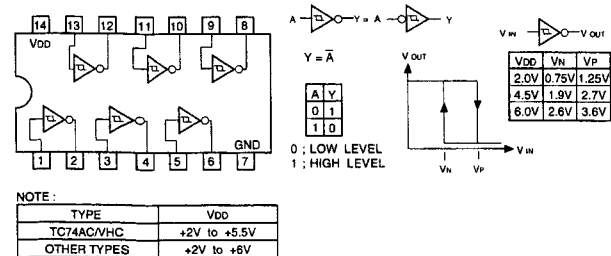 14 13 12 11 10 9 8
VDD
GND
1 2 3 4 5 6 7
A Y = A Y
Y = A̅
A Y
0 1
1 0
0 ; LOW LEVEL
1 ; HIGH LEVEL
V IN V OUT
V OUT
V IN
VN VP
VDD VN VP
2.0V 0.75V 1.25V
4.5V 1.9V 2.7V
6.0V 2.6V 3.6V
NOTE :
TYPE VDD
TC74AC/VHC +2V to +5.5V
OTHER TYPES +2V to +6V